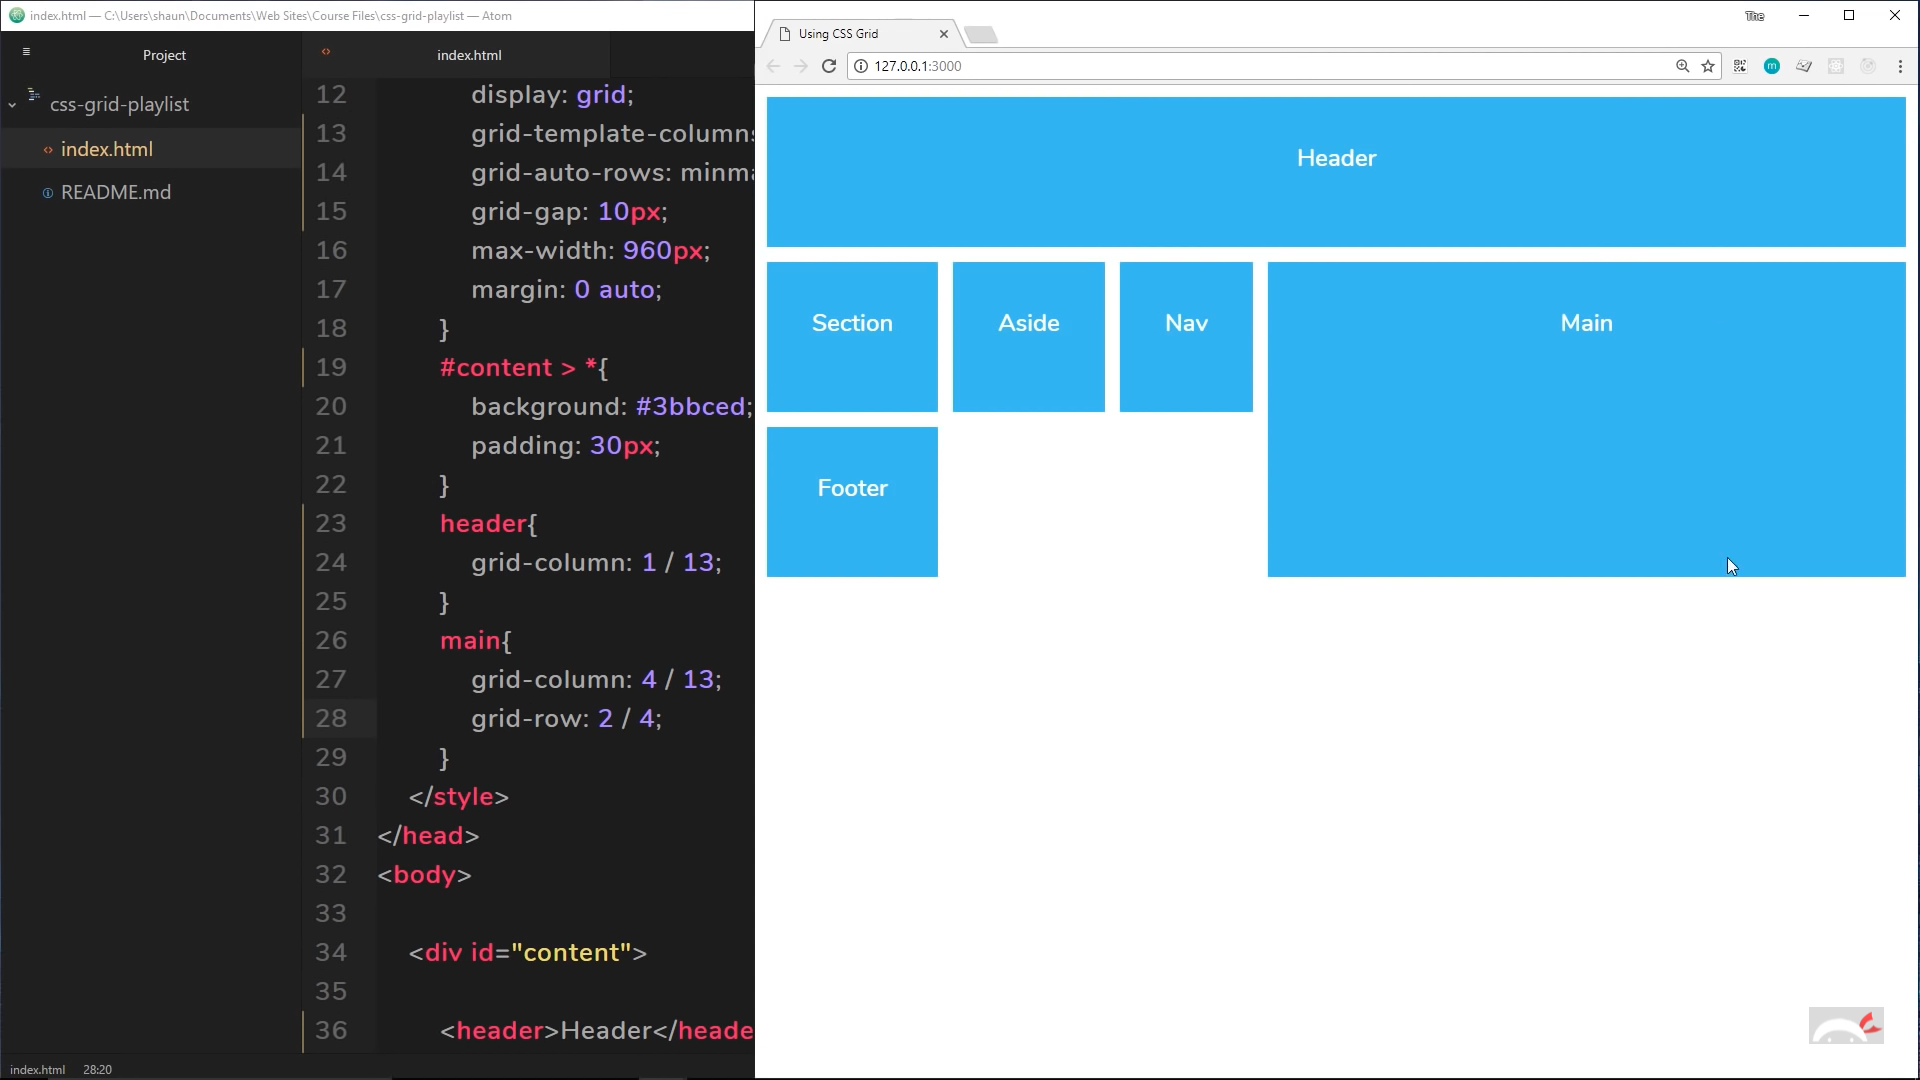 index.html — C:\Users\shaun\Documents\Web Sites\Course Files\css-grid-playlist — Atom
Project
css-grid-playlist
index.html
README.md
index.html
12 display: grid;
13 grid-template-columns
14 grid-auto-rows: minma
15 grid-gap: 10px;
16 max-width: 960px;
17 margin: 0 auto;
18 }
19 #content > *{
20 background: #3bbced;
21 padding: 30px;
22 }
23 header{
24 grid-column: 1 / 13;
25 }
26 main{
27 grid-column: 4 / 13;
28 grid-row: 2 / 4;
29 }
30 </style>
31 </head>
32 <body>
33
34 <div id="content">
35
36 <header>Header</heade
index.html 28:20
The
Using CSS Grid
127.0.0.1:3000
m
Header
Section Aside Nav Main
Footer